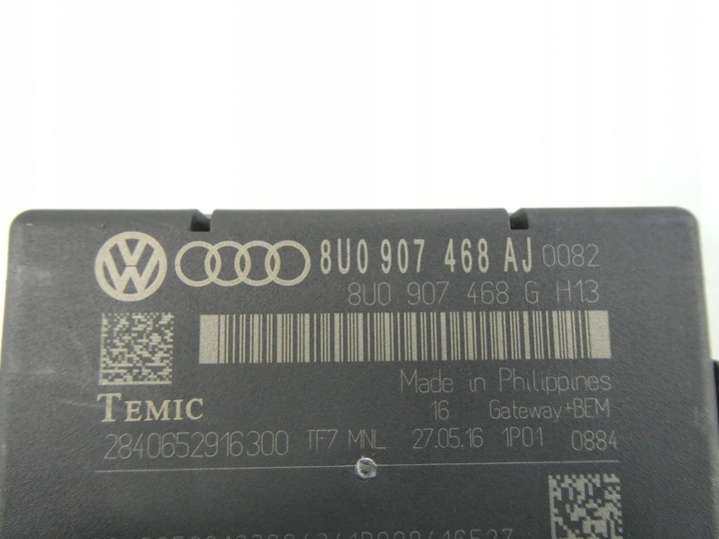 8U0 907 468 AJ 0082
8U0 907 468 G H13
Made in Philippines
TEMIC 16 Gateway+BEM
2840652916300 TF7 MNL 27.05.16 1P01 0884